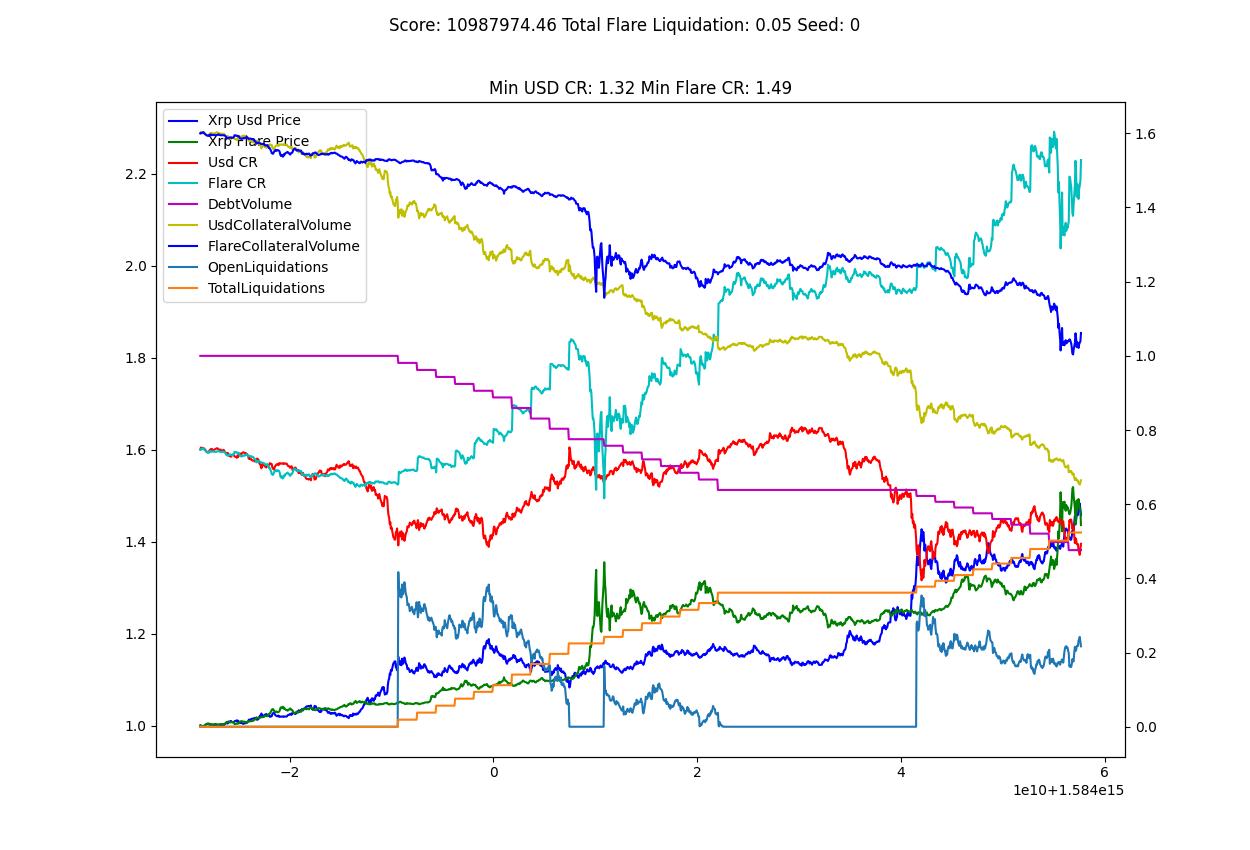 Score: 10987974.46 Total Flare Liquidation: 0.05 Seed: 0
Min USD CR: 1.32 Min Flare CR: 1.49
Xrp Usd Price
Xrp Flare Price
Usd CR
Flare CR
DebtVolume
UsdCollateralVolume
FlareCollateralVolume
OpenLiquidations
TotalLiquidations
2.2
2.0
1.8
1.6
1.4
1.2
1.0
1.6
1.4
1.2
1.0
0.8
0.6
0.4
0.2
0.0
−2 0 2 4 6
1e10+1.584e15